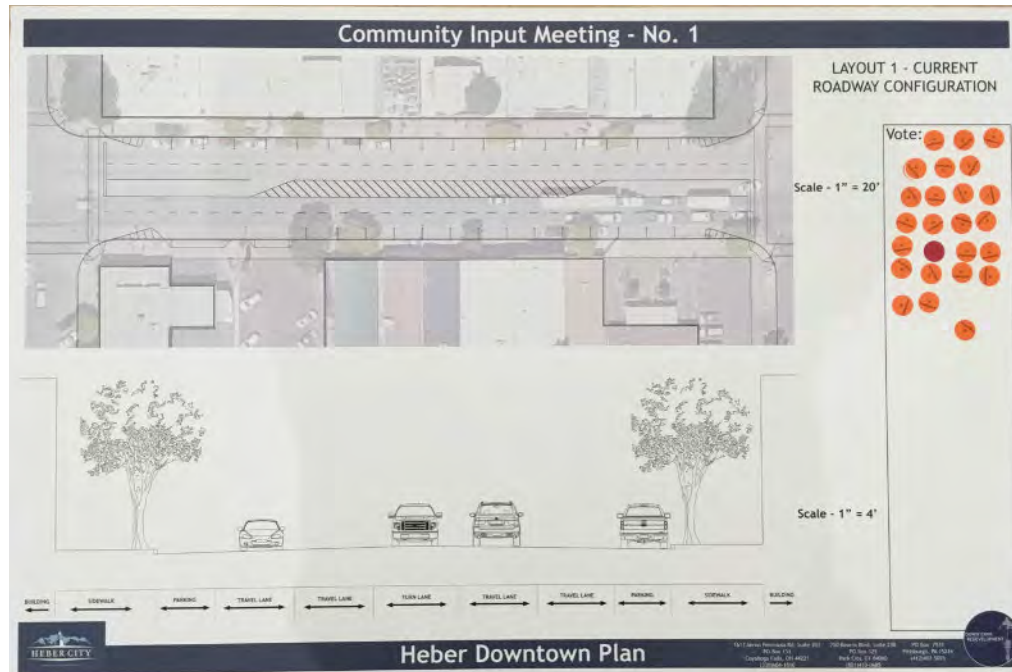 Community Input Meeting - No. 1
LAYOUT 1 - CURRENT
ROADWAY CONFIGURATION
Vote:
Scale - 1" = 20'
Scale - 1" = 4'
BUILDING
SIDEWALK
PARKING
TRAVEL LANE
TRAVEL LANE
TURN LANE
TRAVEL LANE
TRAVEL LANE
PARKING
SIDEWALK
BUILDING
HEBER CITY
Heber Downtown Plan